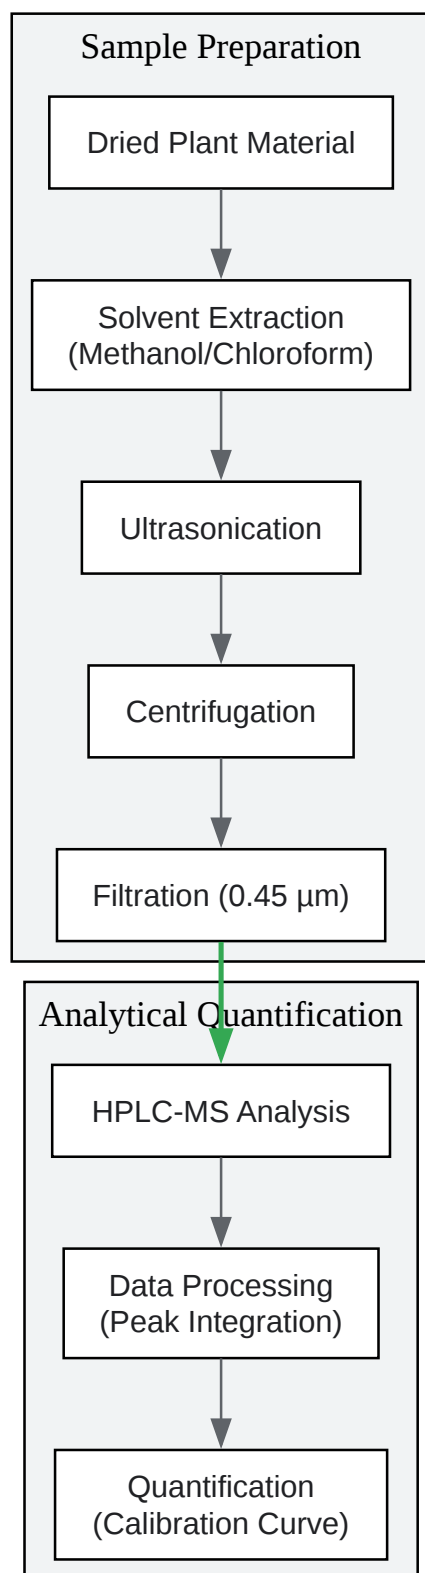 Sample Preparation
Dried Plant Material
Solvent Extraction
(Methanol/Chloroform)
Ultrasonication
Centrifugation
Filtration (0.45 µm)
Analytical Quantification
HPLC-MS Analysis
Data Processing
(Peak Integration)
Quantification
(Calibration Curve)